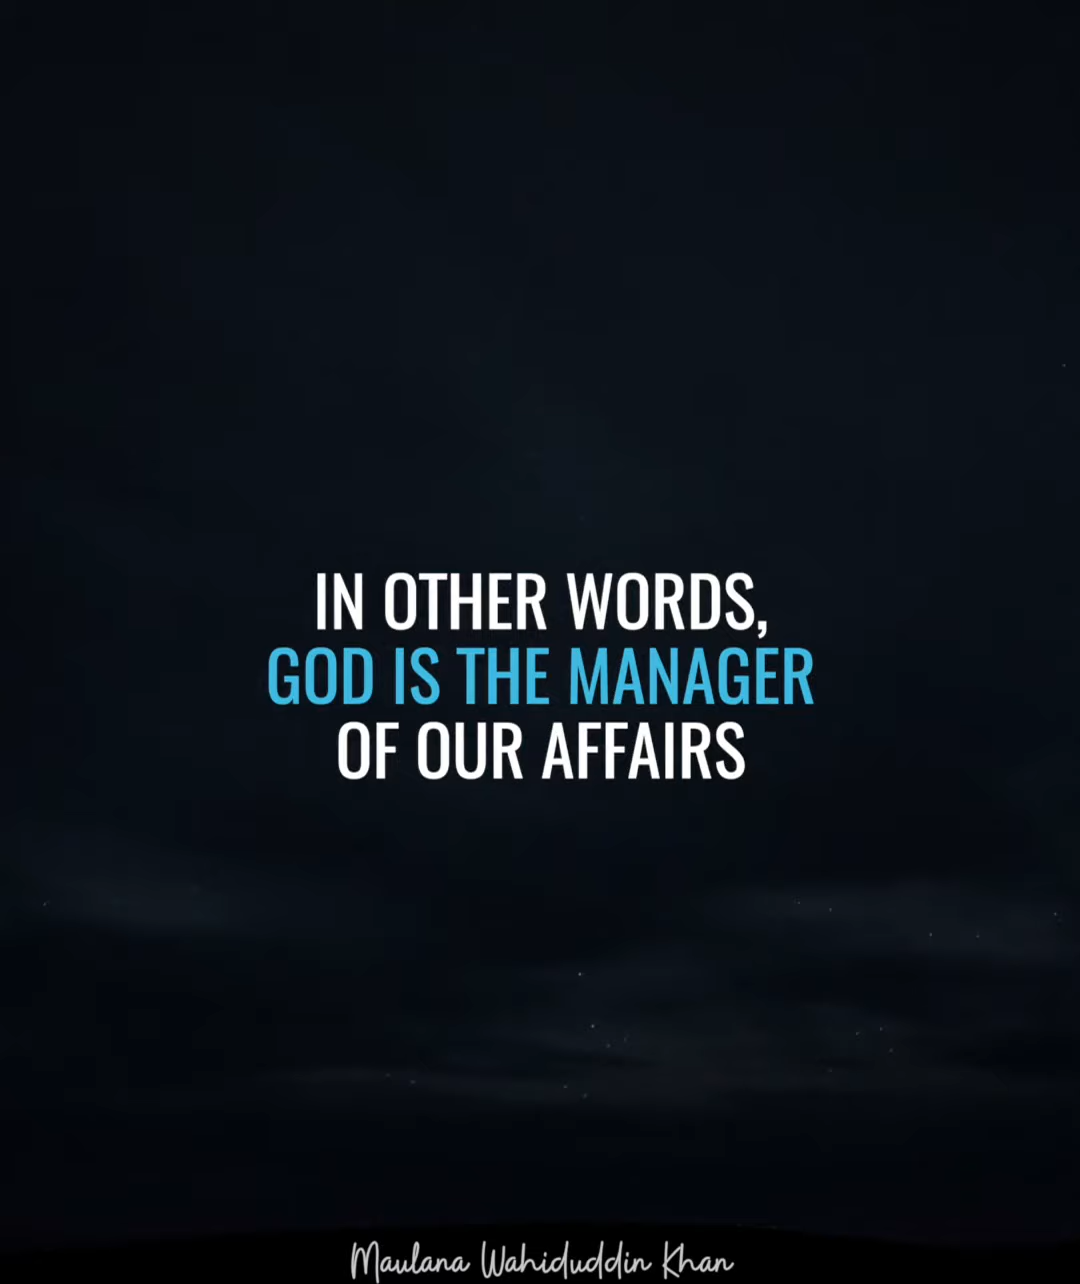 IN OTHER WORDS,
GOD IS THE MANAGER
OF OUR AFFAIRS
Maulana Wahiduddin Khan